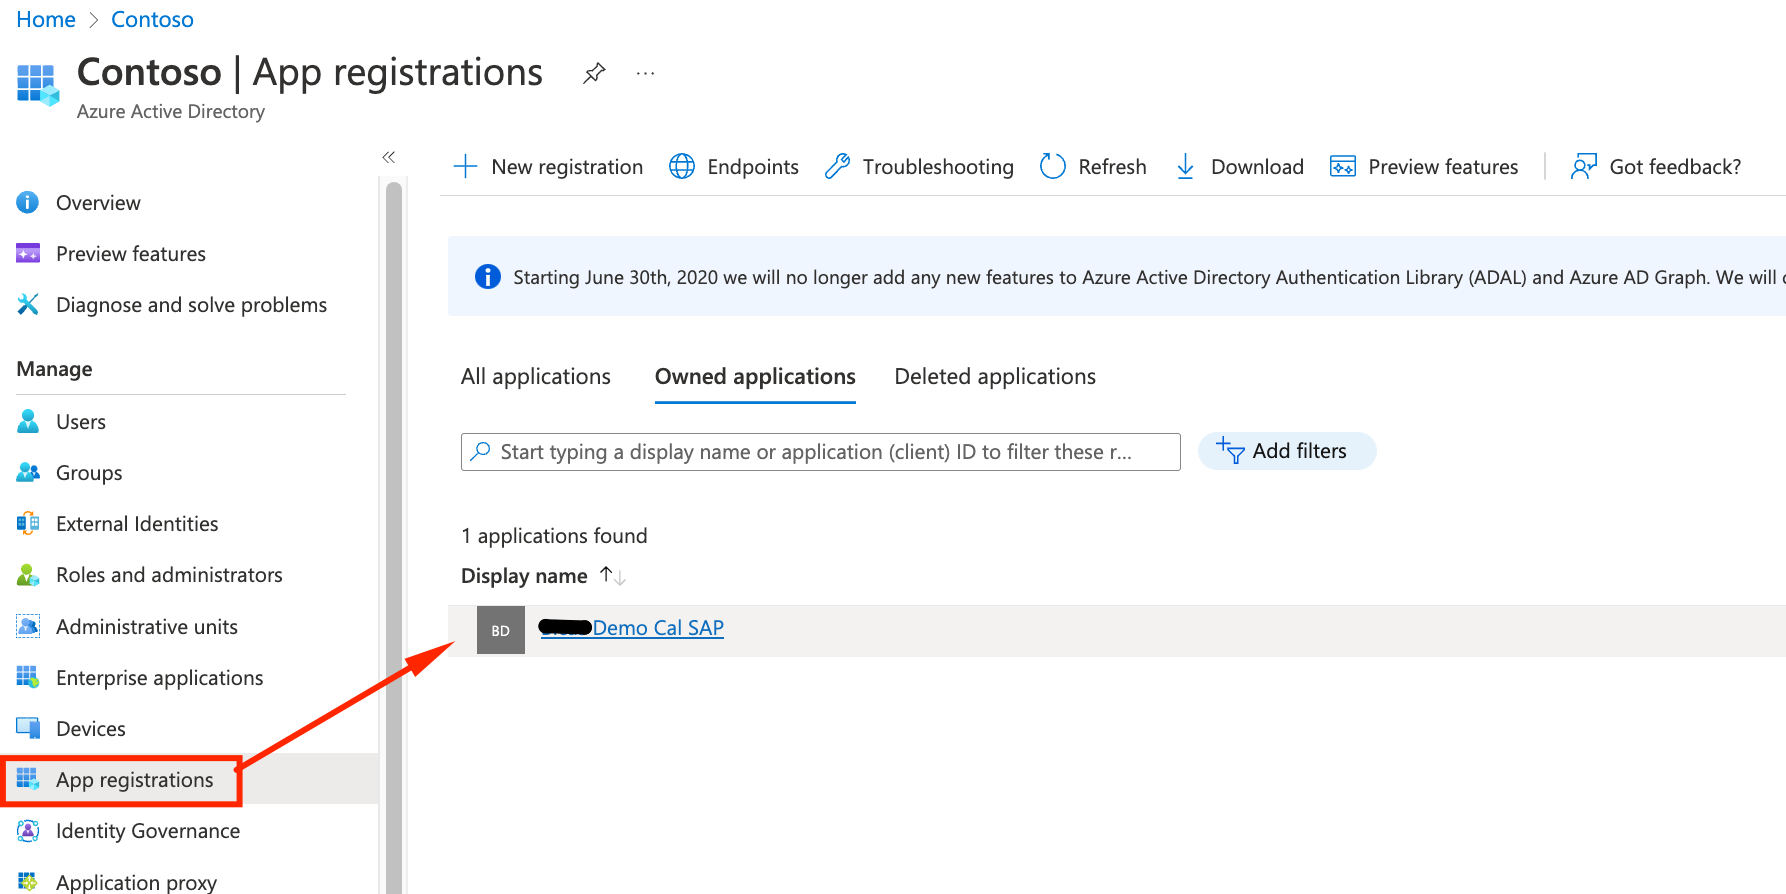 Home > Contoso
Contoso | App registrations
Azure Active Directory
New registration
Endpoints
Troubleshooting
Refresh
Download
Preview features
Got feedback?
Overview
Preview features
Diagnose and solve problems
Manage
Users
Groups
External Identities
Roles and administrators
Administrative units
Enterprise applications
Devices
App registrations
Identity Governance
Application proxy
Starting June 30th, 2020 we will no longer add any new features to Azure Active Directory Authentication Library (ADAL) and Azure AD Graph. We will
All applications
Owned applications
Deleted applications
Start typing a display name or application (client) ID to filter these r...
Add filters
1 applications found
Display name
BD
Demo Cal SAP